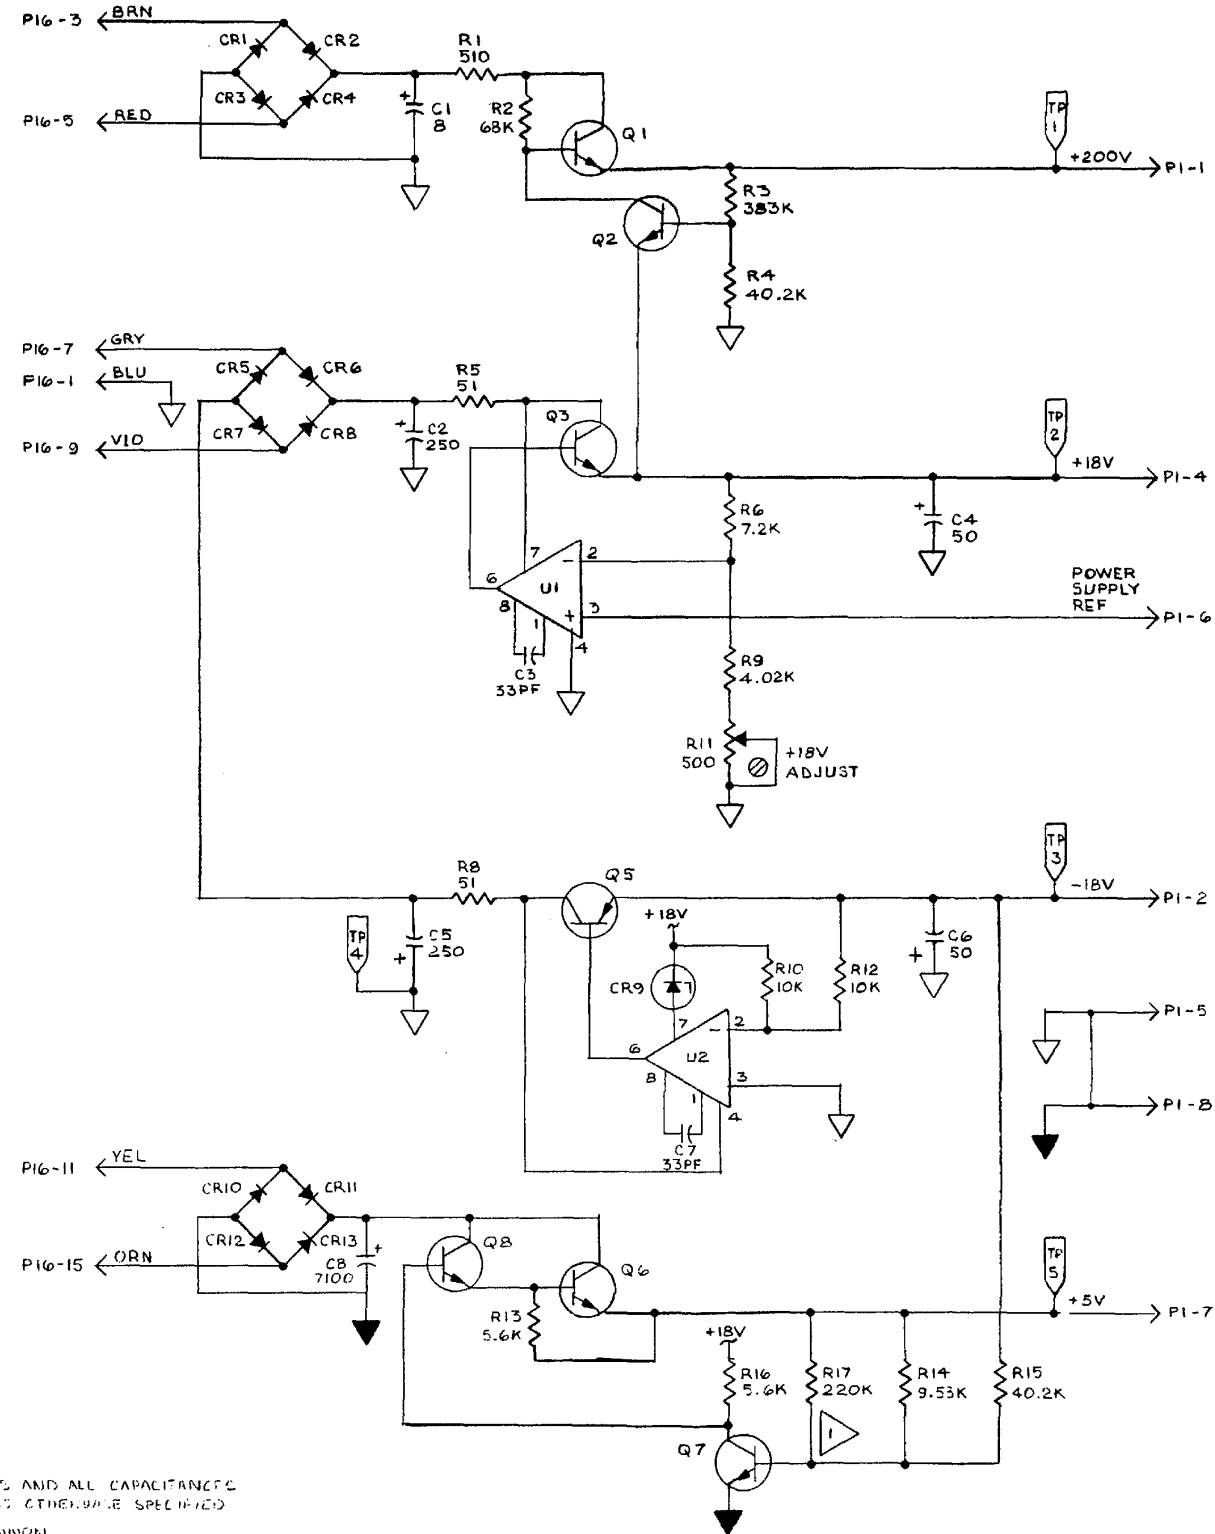 P16-3
BRN
CR1
CR2
CR3
CR4
P16-5
RED
+
C1
8
R1
510
R2
68K
Q1
TP
1
+200V
P1-1
R3
383K
Q2
R4
40.2K
P16-7
GRY
P16-1
BLU
P16-9
VIO
CR5
CR6
CR7
CR8
+
C2
250
R5
51
Q3
TP
2
+18V
P1-4
R6
7.2K
+
C4
50
7
2
6
U1
-
+
8
1
3
4
C3
33PF
POWER
SUPPLY
REF
P1-6
R9
4.02K
R11
500
+18V
ADJUST
R8
51
Q5
TP
3
-18V
P1-2
TP
4
C5
250
+
+18V
CR9
R10
10K
R12
10K
C6
50
+
7
2
-
6
U2
8
1
3
4
C7
33PF
P1-5
P1-8
P16-11
YEL
CR10
CR11
CR12
CR13
P16-15
ORN
+
C8
7100
Q8
Q6
R13
5.6K
TP
5
+5V
P1-7
+18V
R16
5.6K
R17
220K
R14
9.53K
R15
40.2K
1
Q7
S AND ALL CAPACITANCES
OTHERWISE SPECIFIED